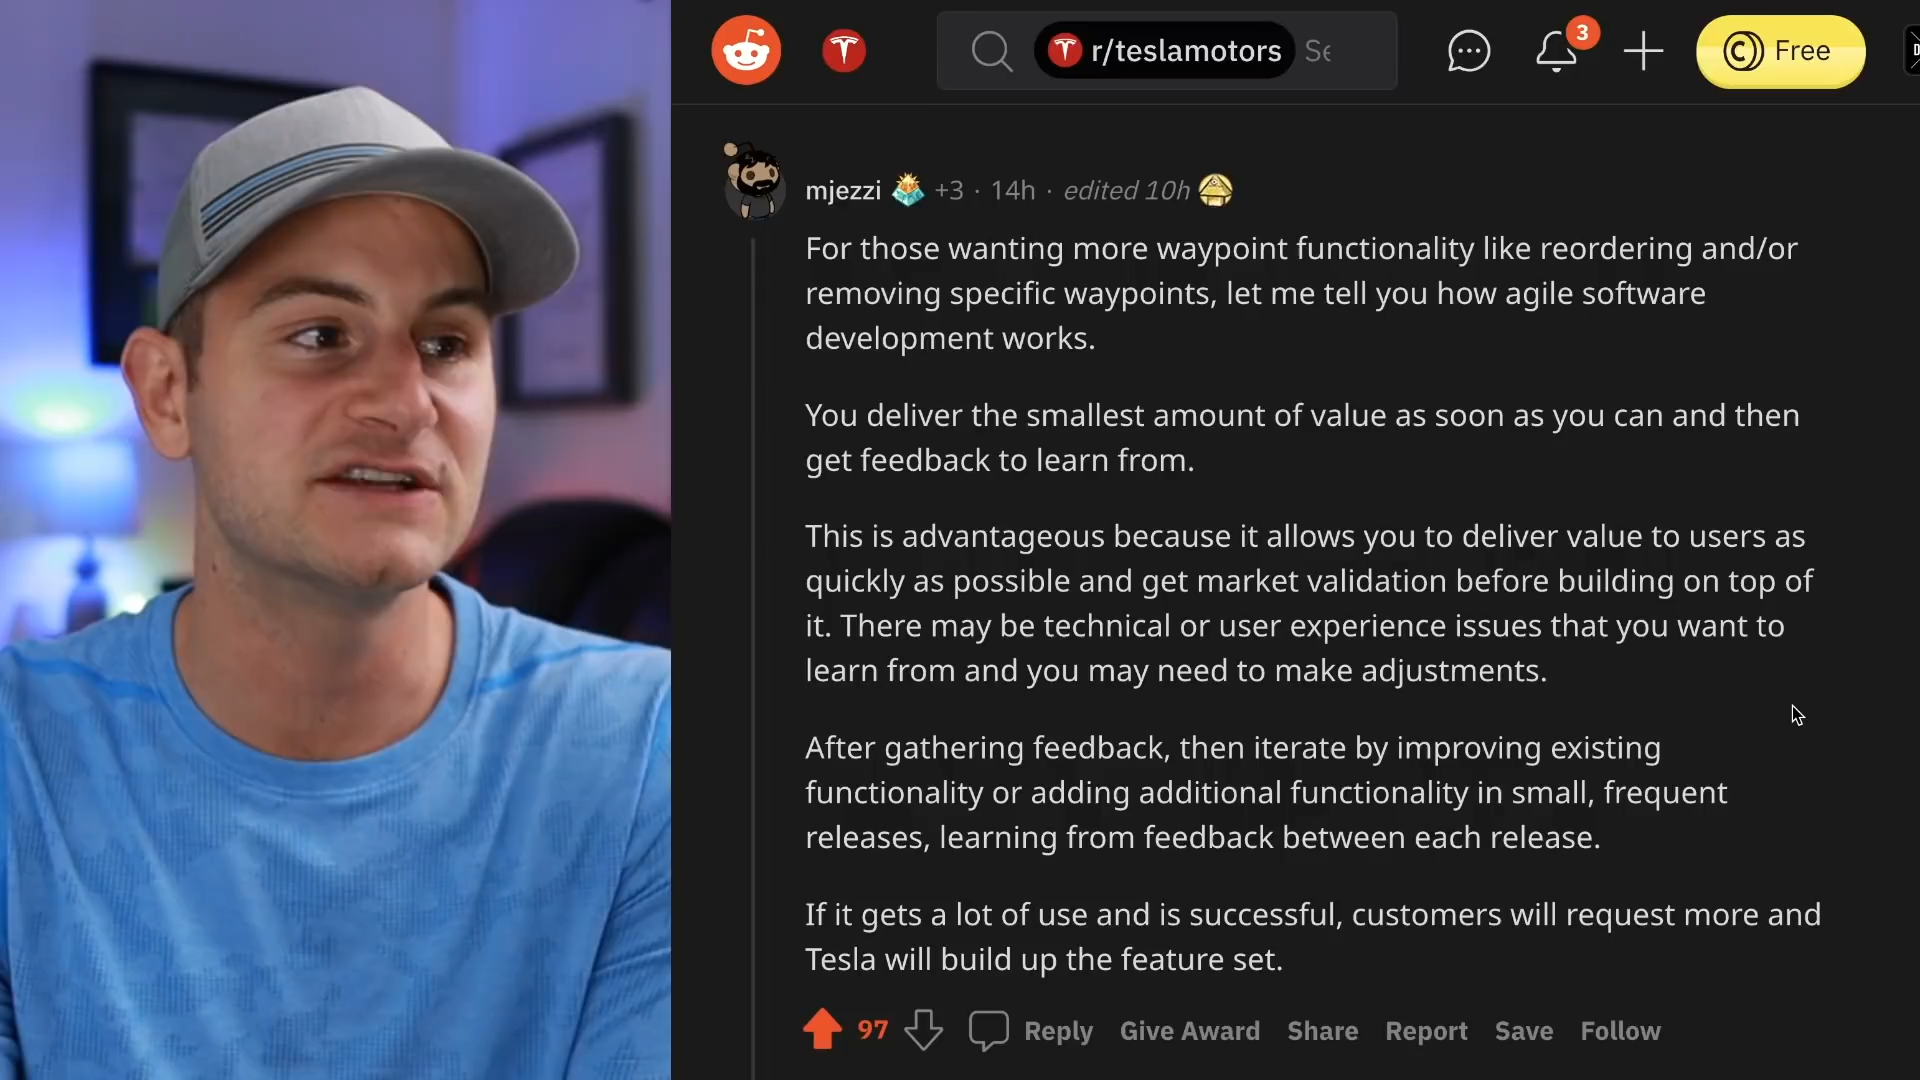 r/teslamotors Se
3
Free
mjezzi +3 · 14h · edited 10h
For those wanting more waypoint functionality like reordering and/or
removing specific waypoints, let me tell you how agile software
development works.
You deliver the smallest amount of value as soon as you can and then
get feedback to learn from.
This is advantageous because it allows you to deliver value to users as
quickly as possible and get market validation before building on top of
it. There may be technical or user experience issues that you want to
learn from and you may need to make adjustments.
After gathering feedback, then iterate by improving existing
functionality or adding additional functionality in small, frequent
releases, learning from feedback between each release.
If it gets a lot of use and is successful, customers will request more and
Tesla will build up the feature set.
97 Reply Give Award Share Report Save Follow